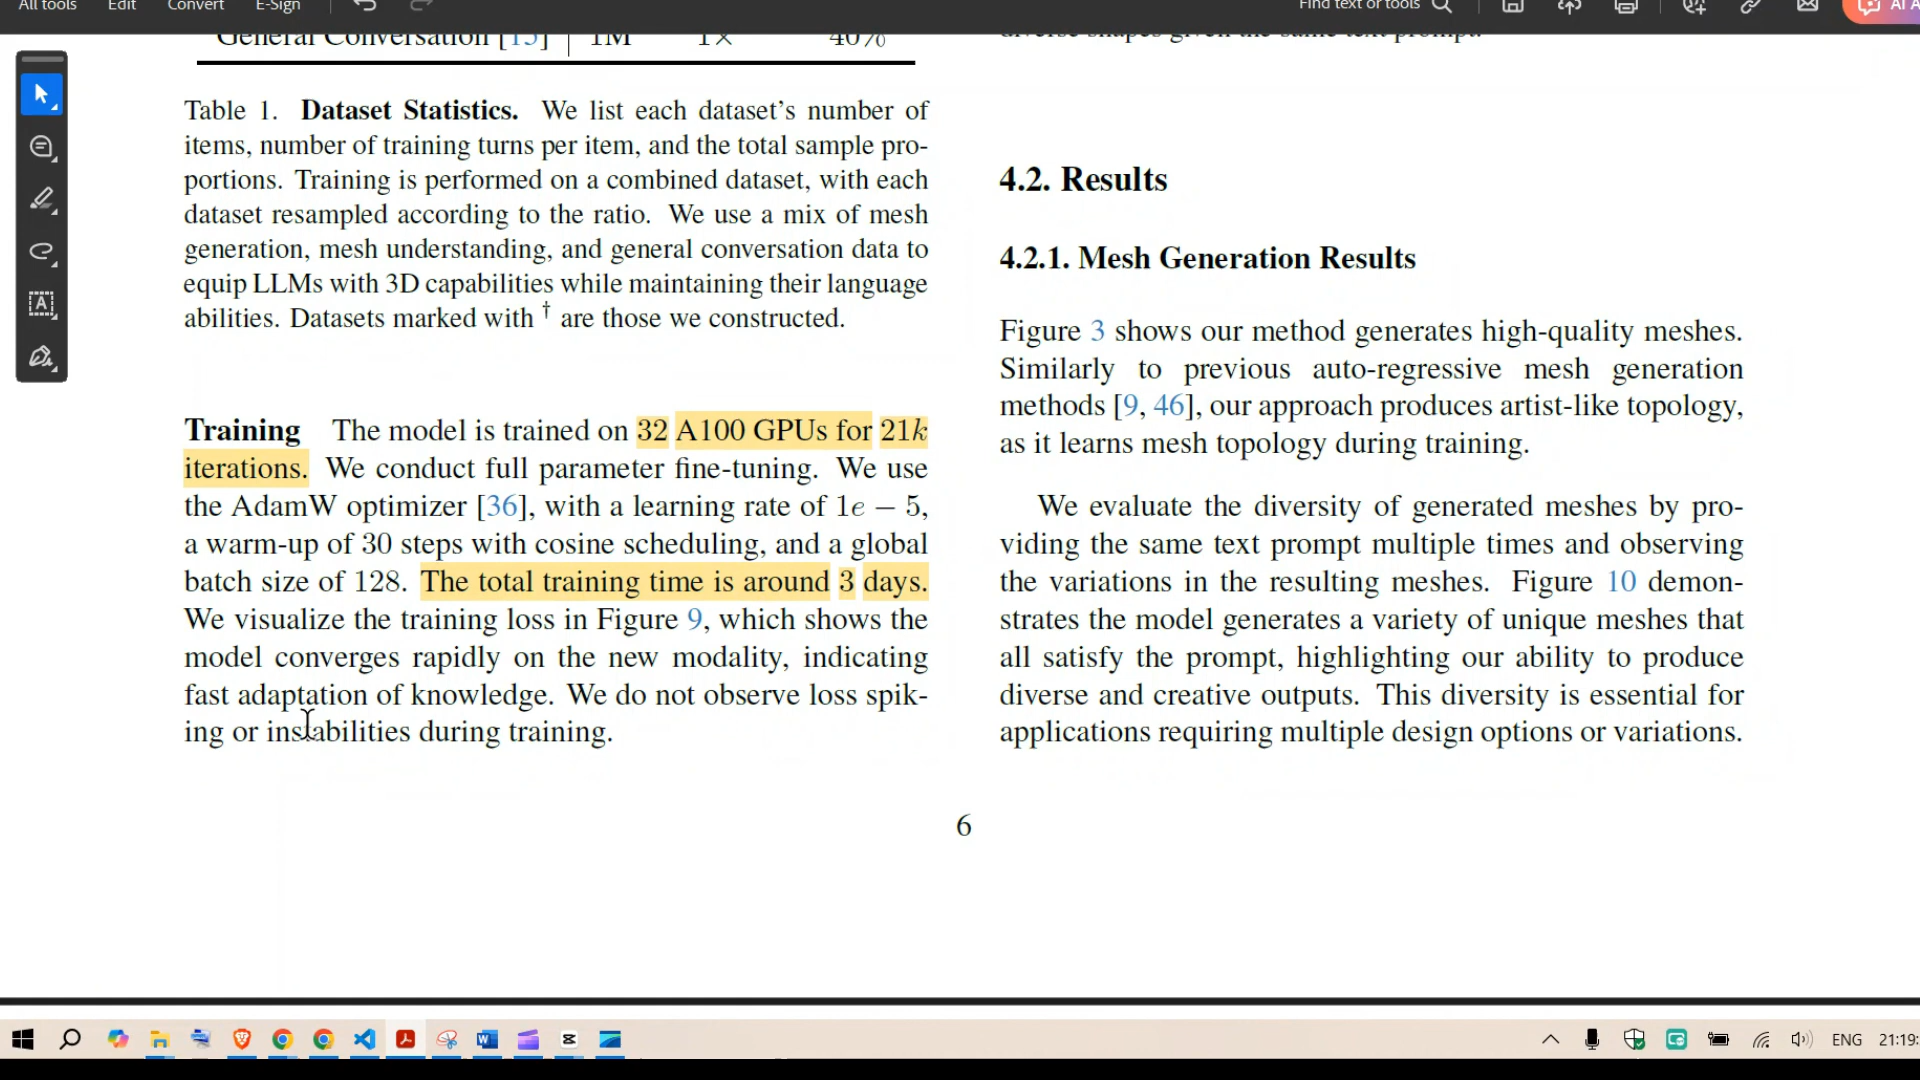 All tools Edit Convert E-Sign
Find text or tools
General Conversation [15] 1M 1× 40%
Table 1. Dataset Statistics. We list each dataset’s number of
items, number of training turns per item, and the total sample pro-
portions. Training is performed on a combined dataset, with each
dataset resampled according to the ratio. We use a mix of mesh
generation, mesh understanding, and general conversation data to
equip LLMs with 3D capabilities while maintaining their language
abilities. Datasets marked with † are those we constructed.
Training The model is trained on 32 A100 GPUs for 21k
iterations. We conduct full parameter fine-tuning. We use
the AdamW optimizer [36], with a learning rate of 1e − 5,
a warm-up of 30 steps with cosine scheduling, and a global
batch size of 128. The total training time is around 3 days.
We visualize the training loss in Figure 9, which shows the
model converges rapidly on the new modality, indicating
fast adaptation of knowledge. We do not observe loss spik-
ing or instabilities during training.
diverse shapes given the same text prompt.
4.2. Results
4.2.1. Mesh Generation Results
Figure 3 shows our method generates high-quality meshes.
Similarly to previous auto-regressive mesh generation
methods [9, 46], our approach produces artist-like topology,
as it learns mesh topology during training.
We evaluate the diversity of generated meshes by pro-
viding the same text prompt multiple times and observing
the variations in the resulting meshes. Figure 10 demon-
strates the model generates a variety of unique meshes that
all satisfy the prompt, highlighting our ability to produce
diverse and creative outputs. This diversity is essential for
applications requiring multiple design options or variations.
6
ENG 21:19: